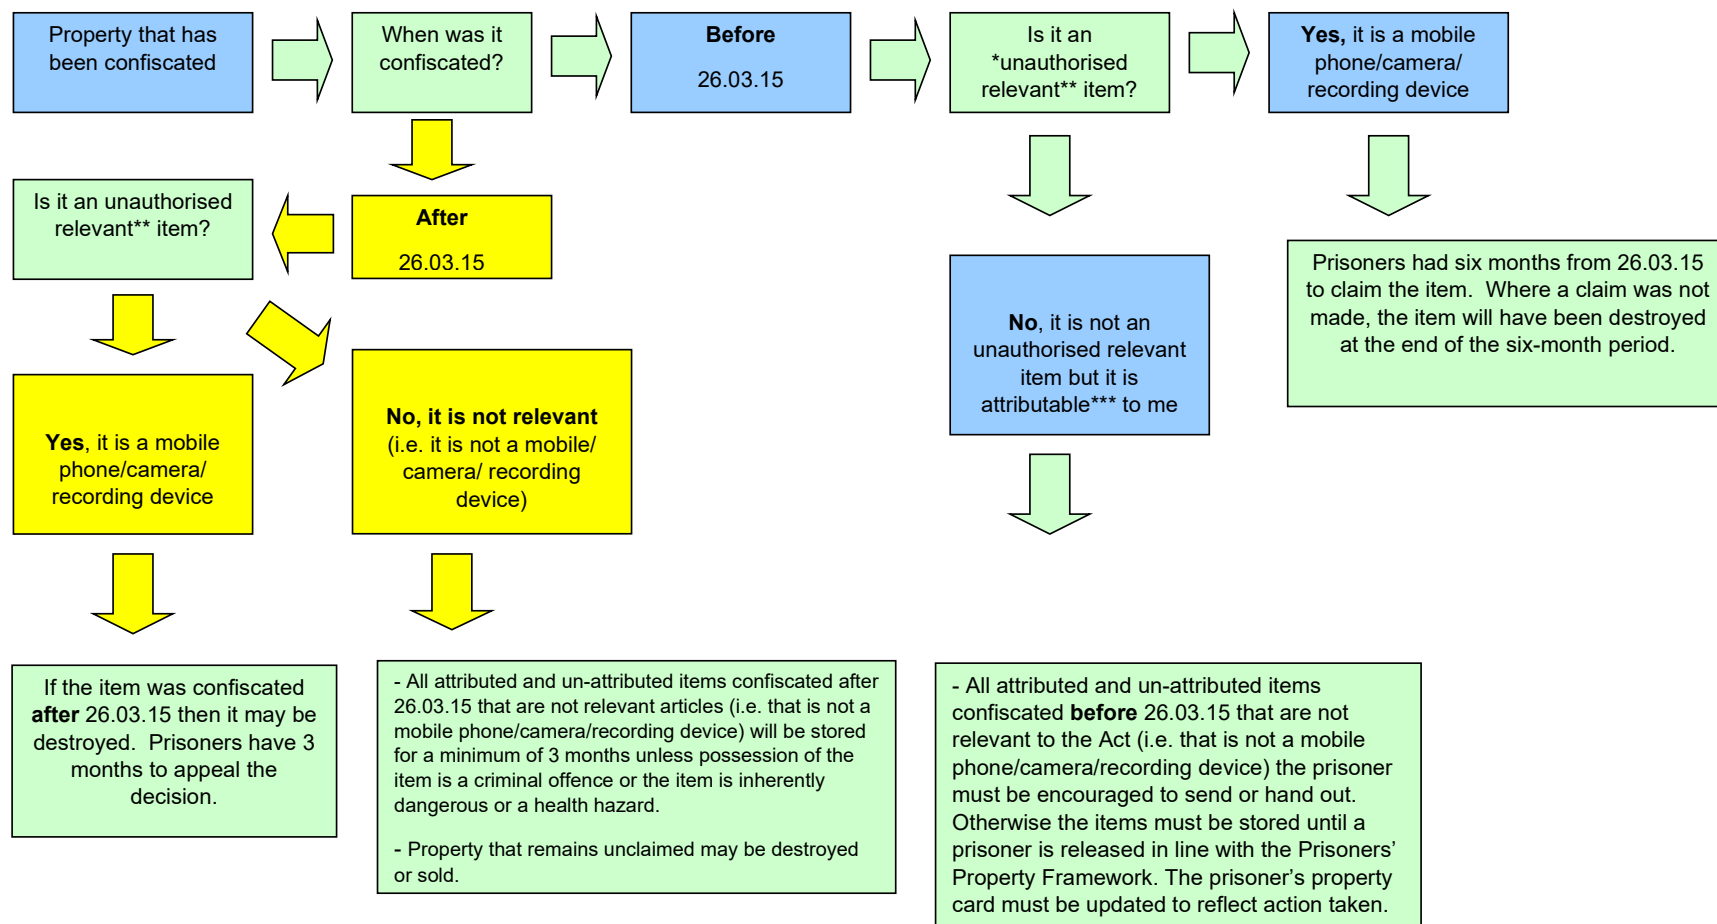 Property that has
been confiscated
When was it
confiscated?
Before
26.03.15
Is it an
*unauthorised
relevant** item?
Yes, it is a mobile
phone/camera/
recording device
Is it an unauthorised
relevant** item?
After
26.03.15
No, it is not an
unauthorised relevant
item but it is
attributable*** to me
Prisoners had six months from 26.03.15
to claim the item.  Where a claim was not
made, the item will have been destroyed
at the end of the six-month period.
Yes, it is a mobile
phone/camera/
recording device
No, it is not relevant
(i.e. it is not a mobile/
camera/ recording
device)
If the item was confiscated
after 26.03.15 then it may be
destroyed.  Prisoners have 3
months to appeal the
decision.
- All attributed and un-attributed items confiscated after
26.03.15 that are not relevant articles (i.e. that is not a
mobile phone/camera/recording device) will be stored
for a minimum of 3 months unless possession of the
item is a criminal offence or the item is inherently
dangerous or a health hazard.
- Property that remains unclaimed may be destroyed
or sold.
- All attributed and un-attributed items
confiscated before 26.03.15 that are not
relevant to the Act (i.e. that is not a mobile
phone/camera/recording device) the prisoner
must be encouraged to send or hand out.
Otherwise the items must be stored until a
prisoner is released in line with the Prisoners’
Property Framework. The prisoner’s property
card must be updated to reflect action taken.